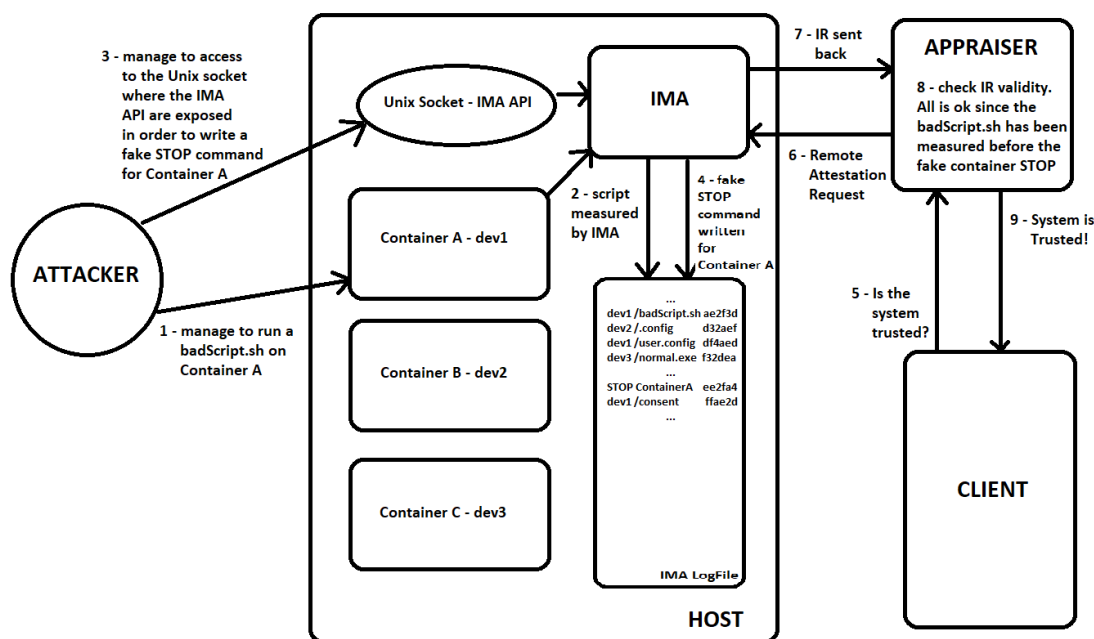 3 - manage to access
to the Unix socket
where the IMA
API are exposed
in order to write a
fake STOP command
for Container A
ATTACKER
1 - manage to run a
badScript.sh on
Container A
Unix Socket - IMA API
IMA
Container A - dev1
Container B - dev2
Container C - dev3
2 - script
measured
by IMA
4 - fake
STOP
command
written
for
Container A
...
dev1/badScript.sh ae2f3d
dev2/.config d32aef
dev1/user.config df4aed
dev3/normal.exe f32dea
...
STOP ContainerA ee2fa4
dev1/consent ffae2d
...
IMA LogFile
HOST
7 - IR sent
back
6 - Remote
Attestation
Request
APPRAISER
8 - check IR validity.
All is ok since the
badScript.sh has been
measured before the
fake container STOP
5 - Is the
system
trusted?
9 - System is
Trusted!
CLIENT